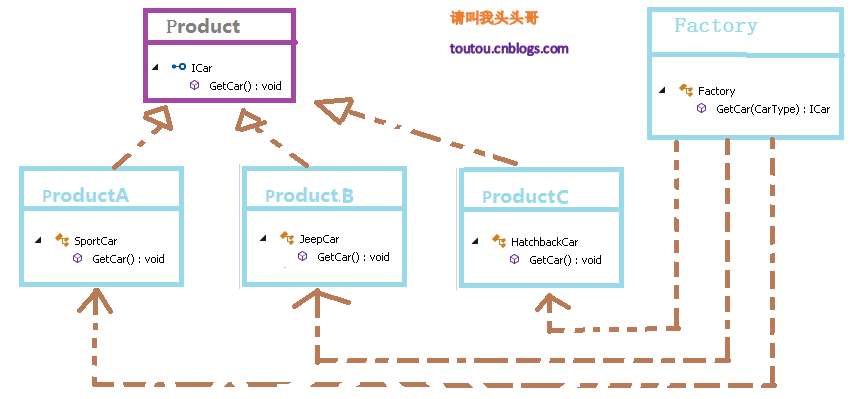 Product
ICar
GetCar() : void
请叫我头头哥
toutou.cnblogs.com
Factory
Factory
GetCar(CarType) : ICar
ProductA
SportCar
GetCar() : void
Product.B
JeepCar
GetCar() : void
ProductC
HatchbackCar
GetCar() : void